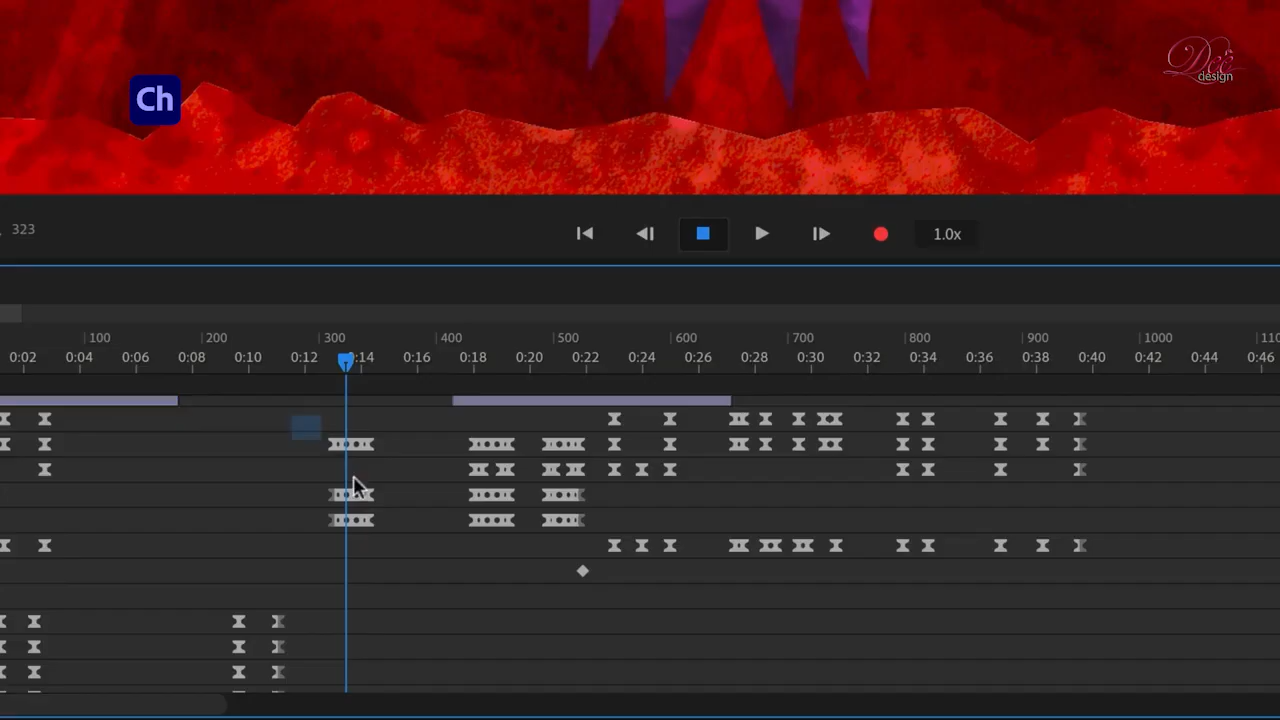 Ch
Dee
design
323
1.0x
100 200 300 400 500 600 700 800 900 1000
0:02 0:04 0:06 0:08 0:10 0:12 0:14 0:16 0:18 0:20 0:22 0:24 0:26 0:28 0:30 0:32 0:34 0:36 0:38 0:40 0:42 0:44 0:46